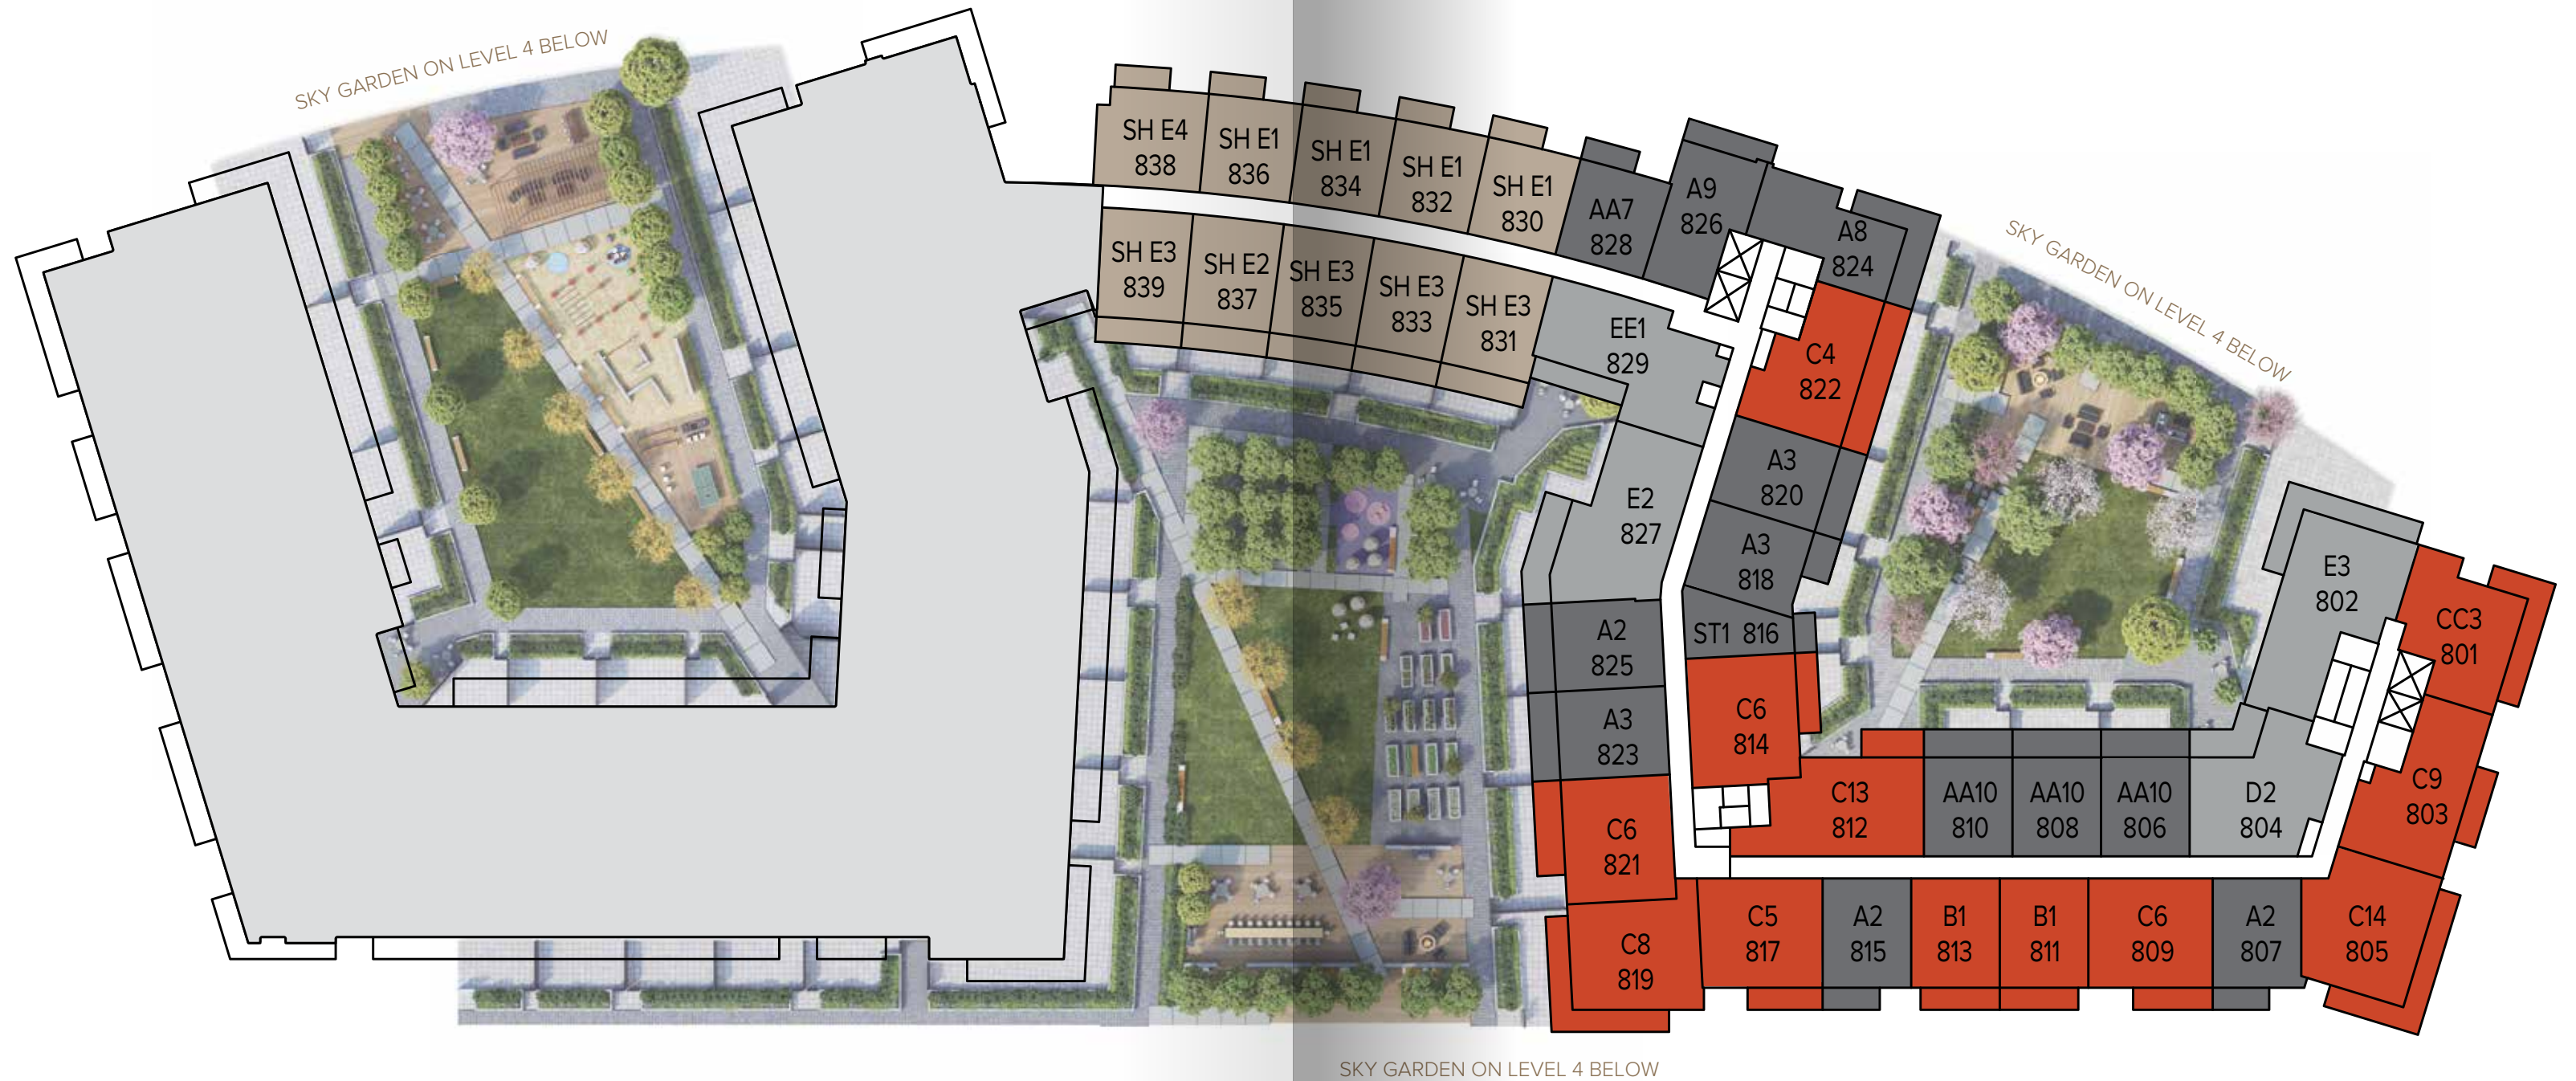 SKY GARDEN ON LEVEL 4 BELOW
SH E4
838
SH E1
836
SH E1
834
SH E1
832
SH E1
830
AA7
828
A9
826
A8
824
SH E3
839
SH E2
837
SH E3
835
SH E3
833
SH E3
831
EE1
829
C4
822
SKY GARDEN ON LEVEL 4 BELOW
E2
827
A3
820
A3
818
ST1 816
A2
825
A3
823
C6
814
C6
821
C8
819
C13
812
AA10
810
AA10
808
AA10
806
D2
804
E3
802
CC3
801
C9
803
C5
817
A2
815
B1
813
B1
811
C6
809
A2
807
C14
805
SKY GARDEN ON LEVEL 4 BELOW